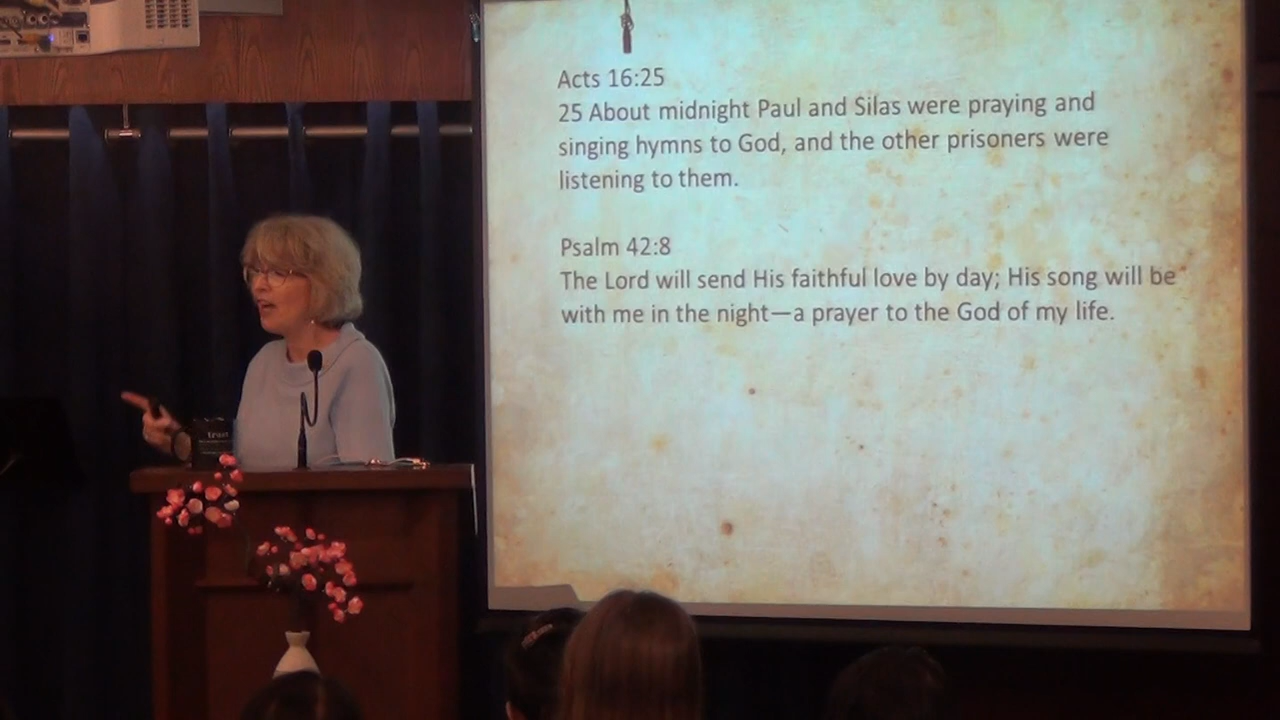 Acts 16:25
25 About midnight Paul and Silas were praying and
singing hymns to God, and the other prisoners were
listening to them.
Psalm 42:8
The Lord will send His faithful love by day; His song will be
with me in the night—a prayer to the God of my life.
trust